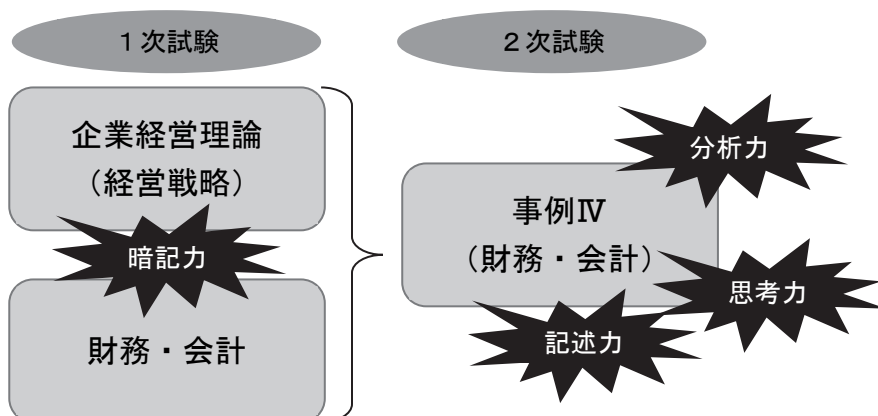 1次試験
2次試験
企業経営理論
（経営戦略）
暗記力
財務・会計
分析力
事例Ⅳ
（財務・会計）
思考力
記述力